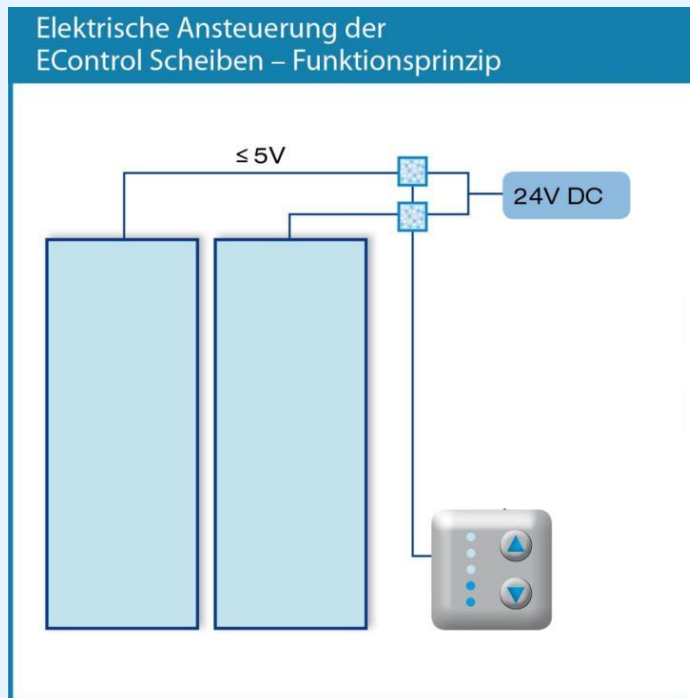 Elektrische Ansteuerung der
EControl Scheiben – Funktionsprinzip
≤ 5V
24V DC